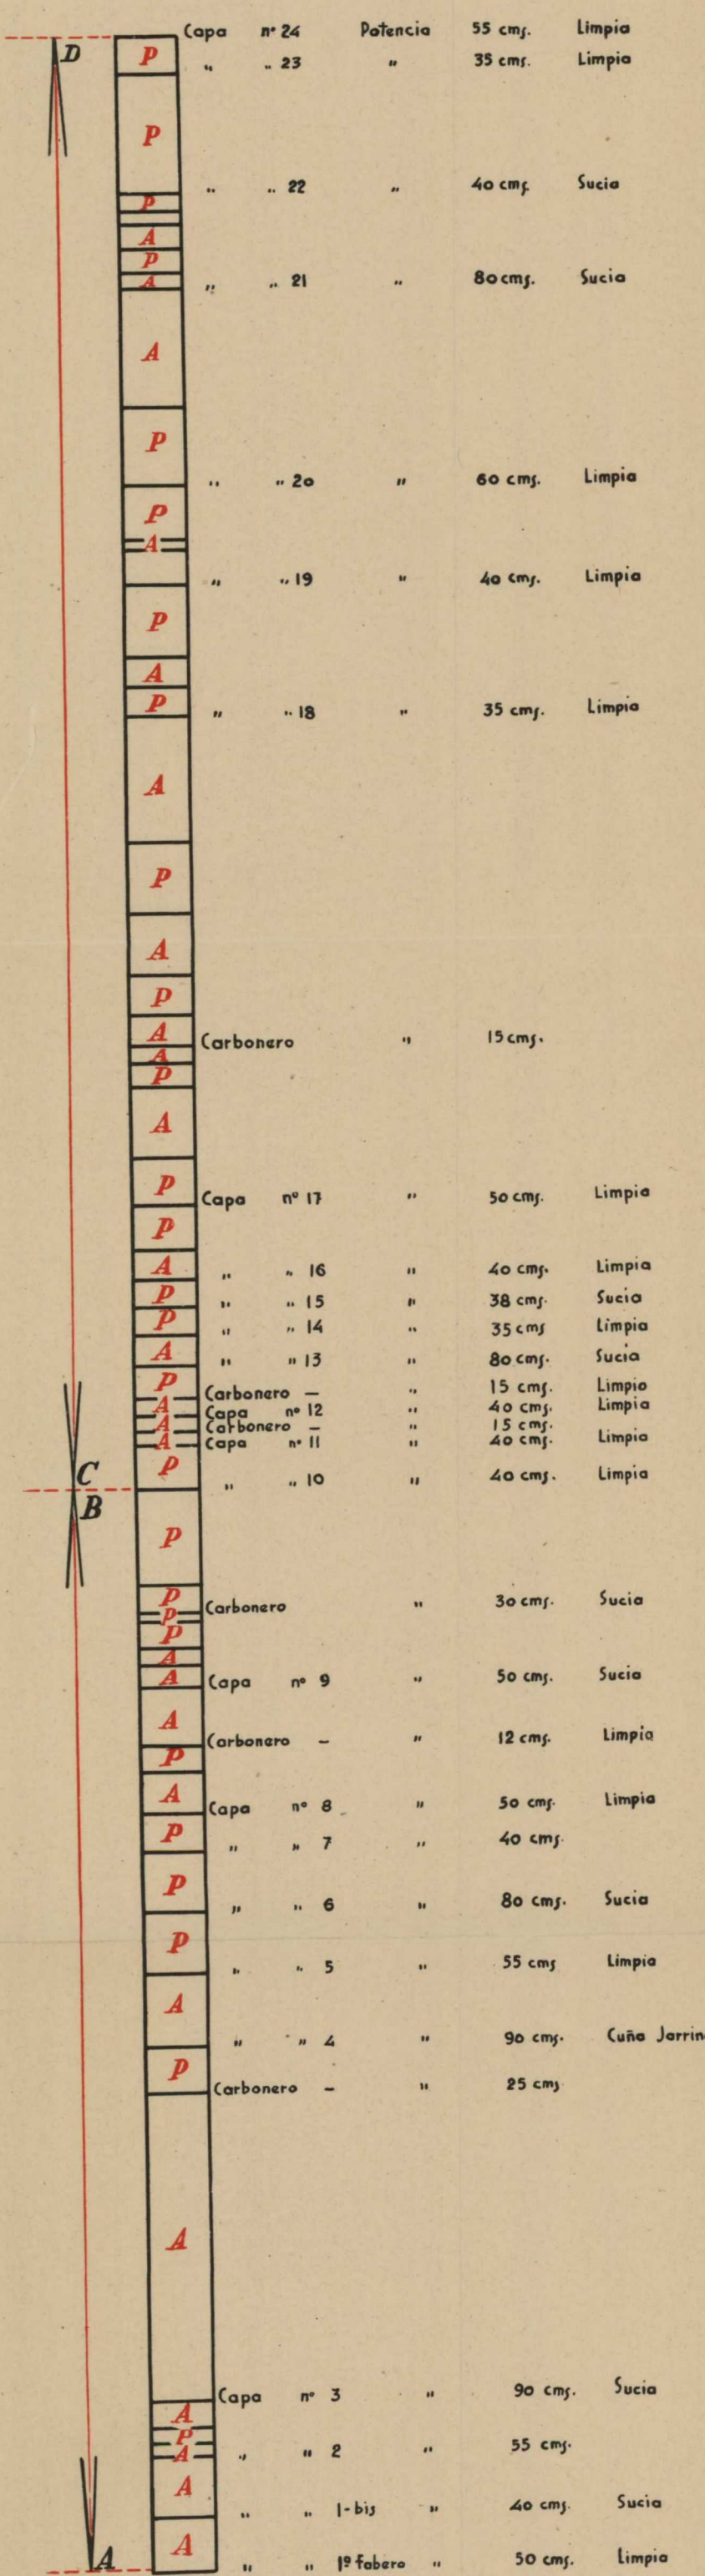 Capa nº 24 Potencia 55 cms. Limpia
D P „ „ 23 „ 35 cms. Limpia
P
„ „ 22 „ 40 cms Sucia
P
A
P
A „ „ 21 „ 80 cms. Sucia
A
P
„ „ 20 „ 60 cms. Limpia
P
A
„ „ 19 „ 40 cms. Limpia
P
A
P „ „ 18 „ 35 cms. Limpia
A
P
A
P
A Carbonero „ 15 cms.
A
P
A
P Capa nº 17 „ 50 cms. Limpia
P
A „ „ 16 „ 40 cms. Limpia
P „ „ 15 „ 38 cms. Sucia
P „ „ 14 „ 35 cms Limpia
A „ „ 13 „ 80 cms. Sucia
P Carbonero — „ 15 cms. Limpio
A Capa nº 12 „ 40 cms. Limpia
A Carbonero — „ 15 cms.
A Capa nº 11 „ 40 cms. Limpia
C P „ „ 10 „ 40 cms. Limpia
B
P
P Carbonero „ 30 cms. Sucia
P
P
A
A Capa nº 9 „ 50 cms. Sucia
A
Carbonero – „ 12 cms. Limpia
P
A Capa nº 8 „ 50 cms. Limpia
P „ „ 7 „ 40 cms.
P
„ „ 6 „ 80 cms. Sucia
P
„ „ 5 „ 55 cms Limpia
A
„ „ 4 „ 90 cms. Cuña Jarrin
P
Carbonero – „ 25 cms
A
Capa nº 3 „ 90 cms. Sucia
A
P
A „ „ 2 „ 55 cms.
A
„ „ 1-bis „ 40 cms. Sucia
A
A „ „ 1º fabero „ 50 cms. Limpia